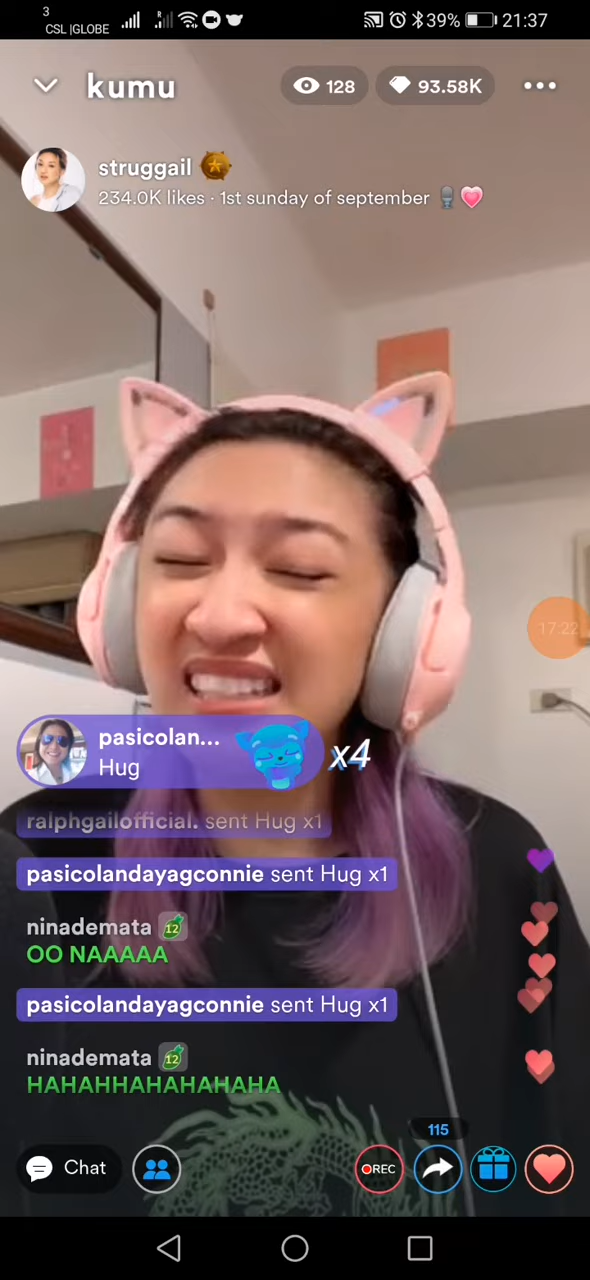 3
CSL |GLOBE
39% 21:37
kumu
128
93.58K
struggail
234.0K likes · 1st sunday of september
17:22
pasicolan...
Hug
x4
ralphgailofficial. sent Hug x1
pasicolandayagconnie sent Hug x1
ninademata 12
OO NAAAAA
pasicolandayagconnie sent Hug x1
ninademata 12
HAHAHHAHAHAHAHA
115
Chat
REC